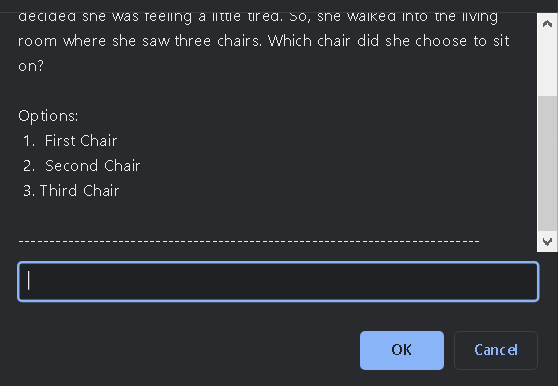 decided she was feeling a little tired. So, she walked into the living
room where she saw three chairs. Which chair did she choose to sit
on?
Options:
1. First Chair
2. Second Chair
3. Third Chair
--------------------------------------------------------------------------
OK
Cancel